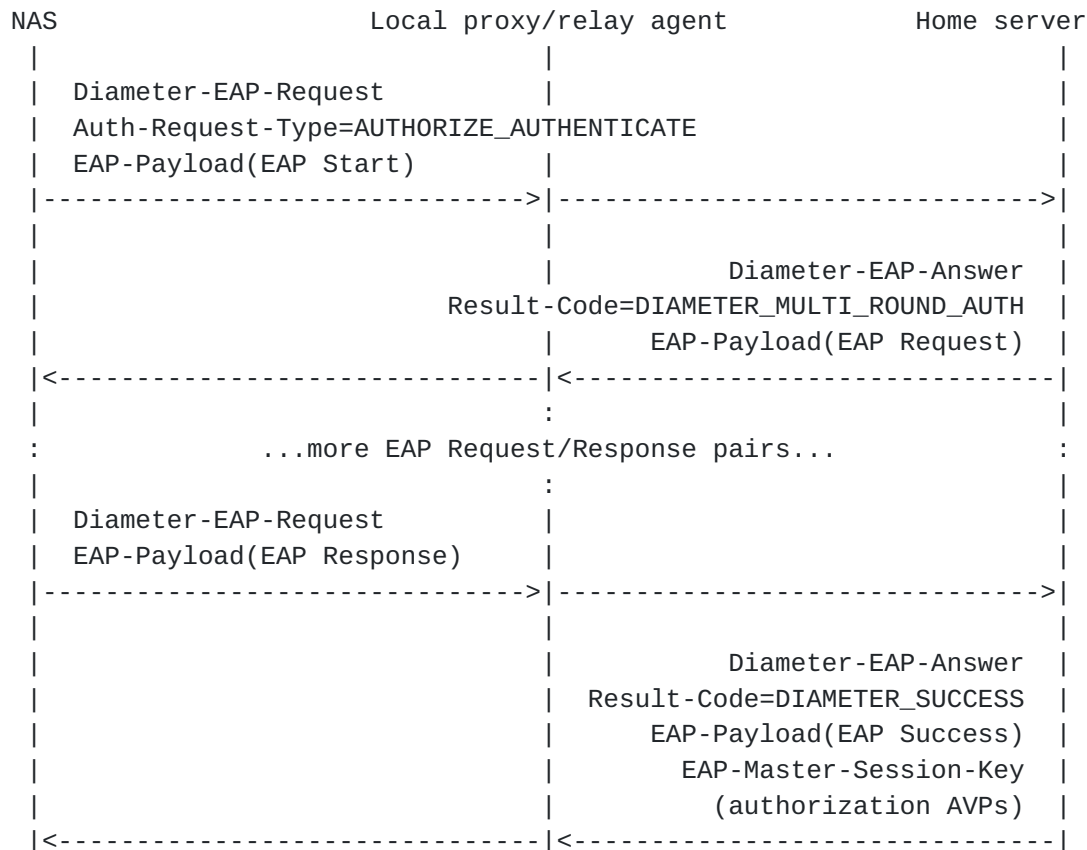 NAS Local proxy/relay agent Home server
Diameter-EAP-Request
Auth-Request-Type=AUTHORIZE_AUTHENTICATE
EAP-Payload(EAP Start)
Diameter-EAP-Answer
Result-Code=DIAMETER_MULTI_ROUND_AUTH
EAP-Payload(EAP Request)
...more EAP Request/Response pairs...
Diameter-EAP-Request
EAP-Payload(EAP Response)
Diameter-EAP-Answer
Result-Code=DIAMETER_SUCCESS
EAP-Payload(EAP Success)
EAP-Master-Session-Key
(authorization AVPs)